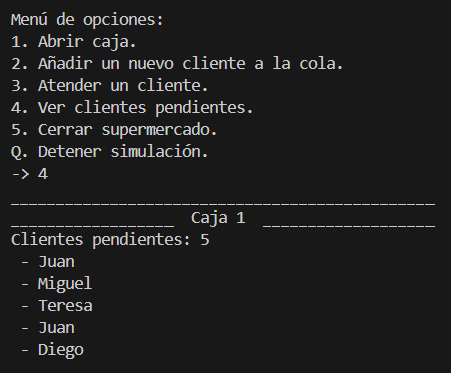 Menú de opciones:
1. Abrir caja.
2. Añadir un nuevo cliente a la cola.
3. Atender un cliente.
4. Ver clientes pendientes.
5. Cerrar supermercado.
Q. Detener simulación.
-> 4
_______________________________________________
__________________  Caja 1  ___________________
Clientes pendientes: 5
 - Juan
 - Miguel
 - Teresa
 - Juan
 - Diego